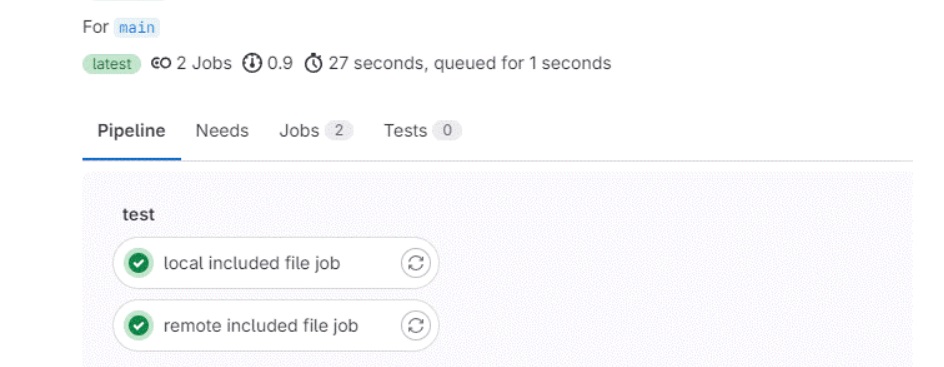 For main
latest 2 Jobs 0.9 27 seconds, queued for 1 seconds
Pipeline Needs Jobs 2 Tests 0
test
local included file job
remote included file job